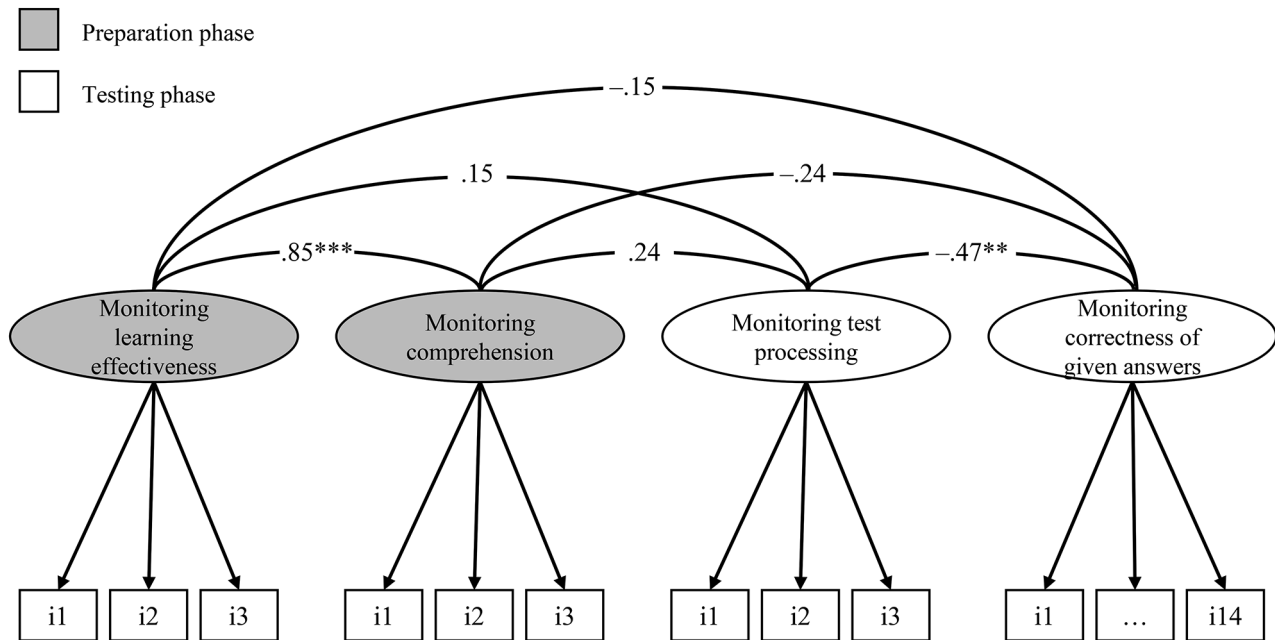 Preparation phase
Testing phase
–.15
.15
–.24
.85***
.24
–.47**
Monitoring
learning
effectiveness
Monitoring
comprehension
Monitoring test
processing
Monitoring
correctness of
given answers
i1
i2
i3
i1
i2
i3
i1
i2
i3
i1
…
i14